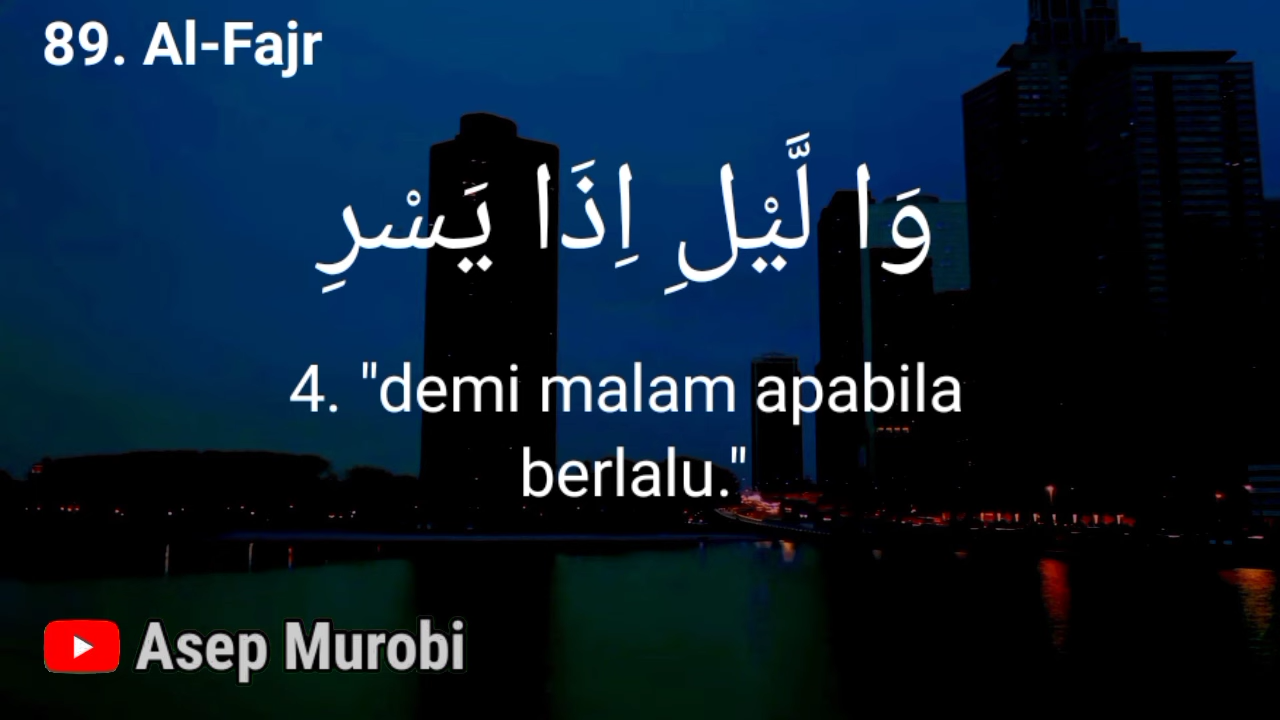 89. Al-Fajr
وَا لَّيْلِ اِذَا يَسْرِ
4. "demi malam apabila
berlalu."
Asep Murobi